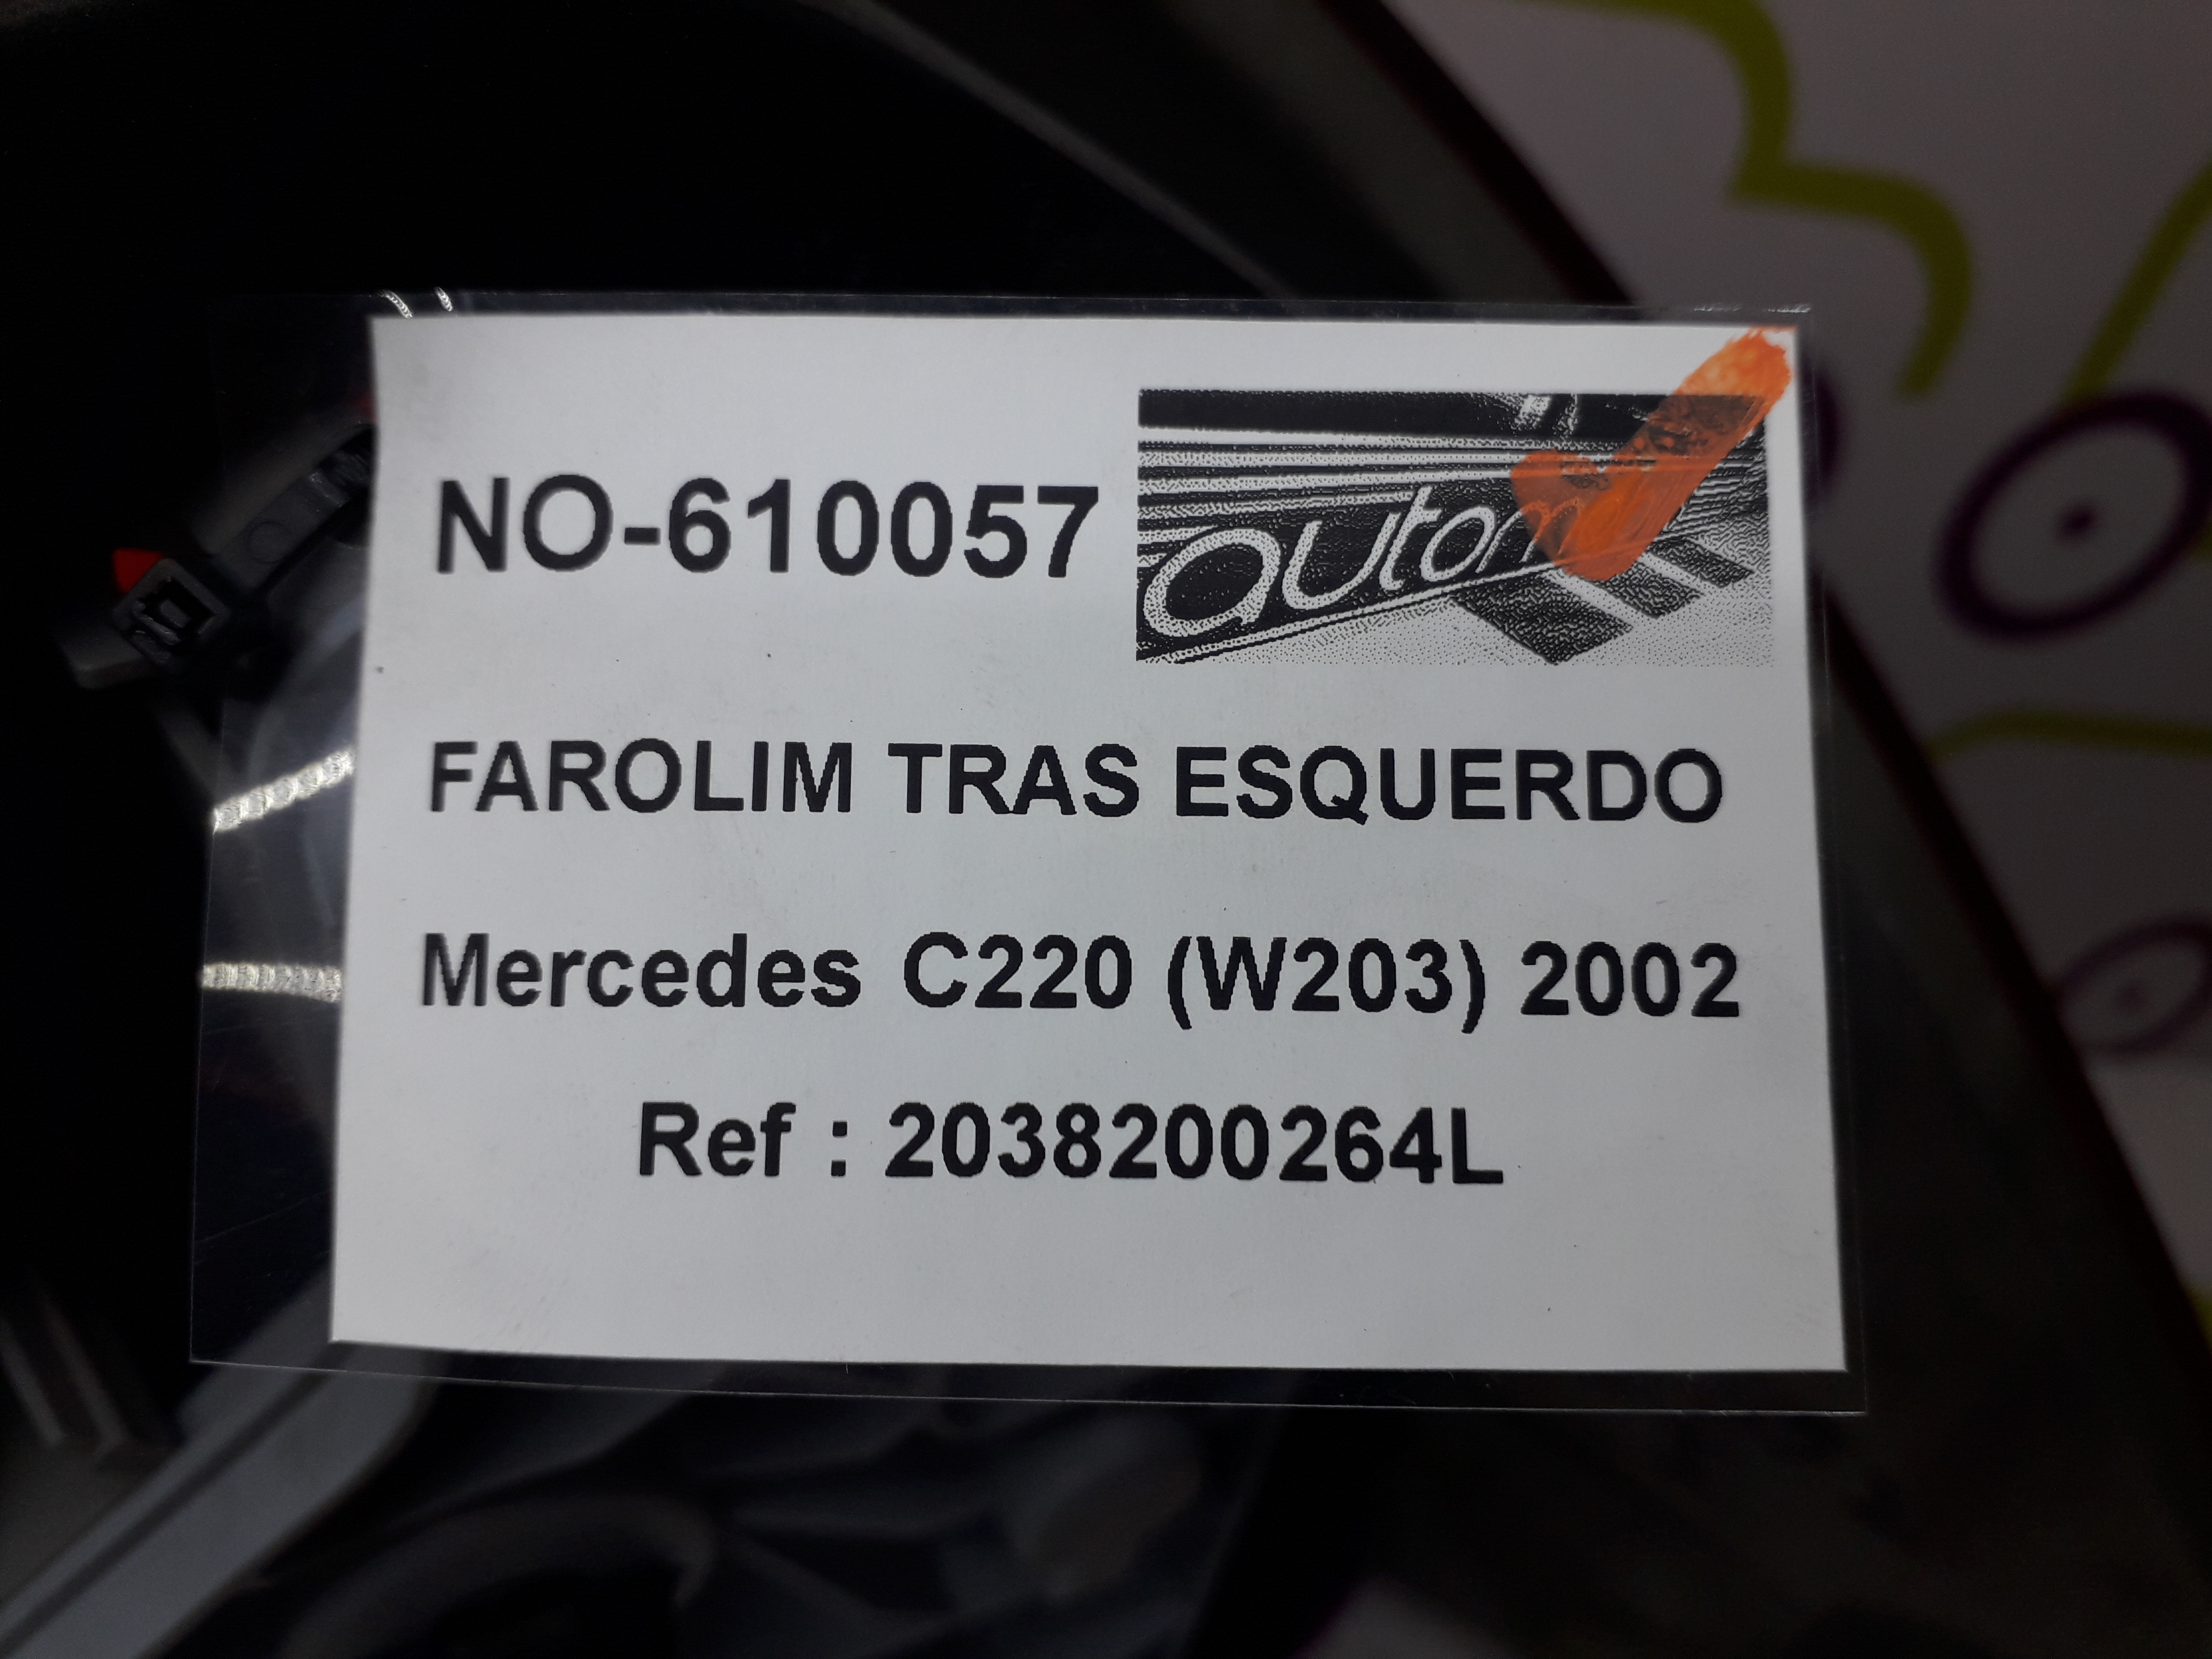 NO-610057
FAROLIM TRAS ESQUERDO
Mercedes C220 (W203) 2002
Ref : 2038200264L